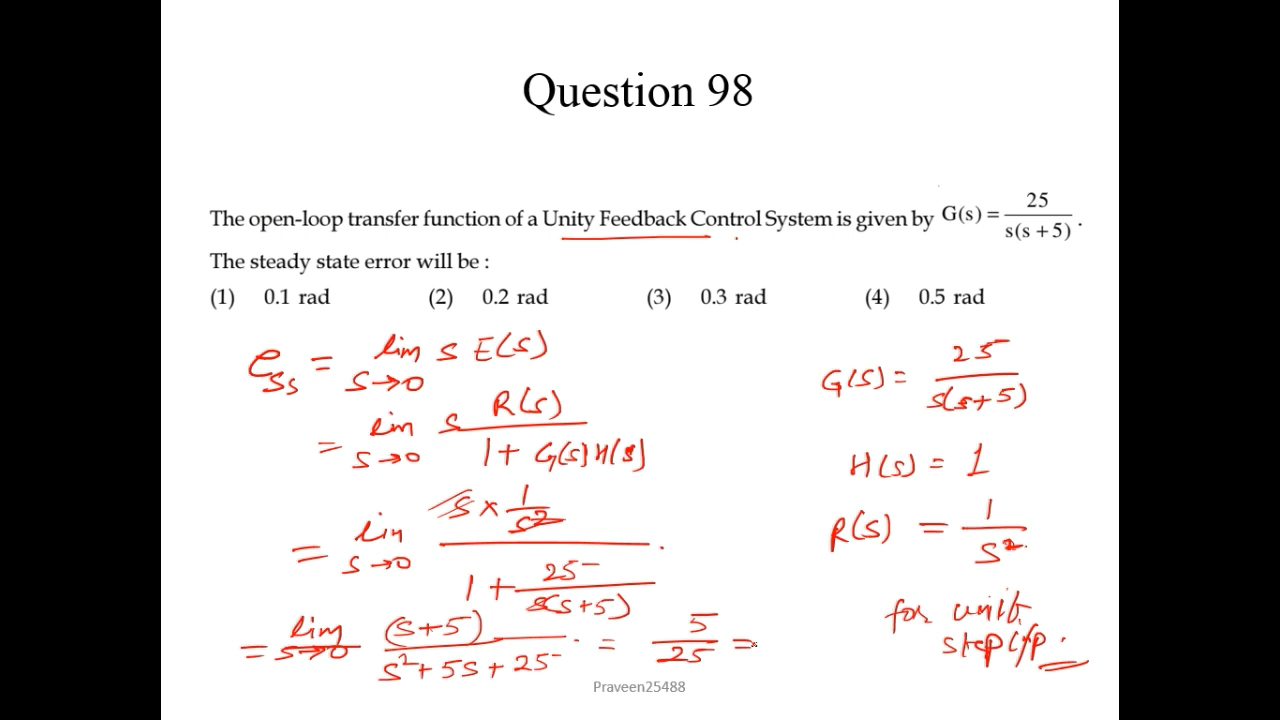 Question 98
The open-loop transfer function of a Unity Feedback Control System is given by G(s) = 25 / s(s + 5) .
The steady state error will be :
(1) 0.1 rad (2) 0.2 rad (3) 0.3 rad (4) 0.5 rad
e_ss = lim s→0 s E(s)
= lim s→0 s R(s) / 1 + G(s) H(s)
= lim s→0 s × 1/s² / 1 + 25/s(s+5) .
= lim s→0 (s+5) / s² + 5s + 25 . = 5/25 =
G(s) = 25 / s(s+5)
H(s) = 1
R(s) = 1/s²
for unit
step i/p.
Praveen25488